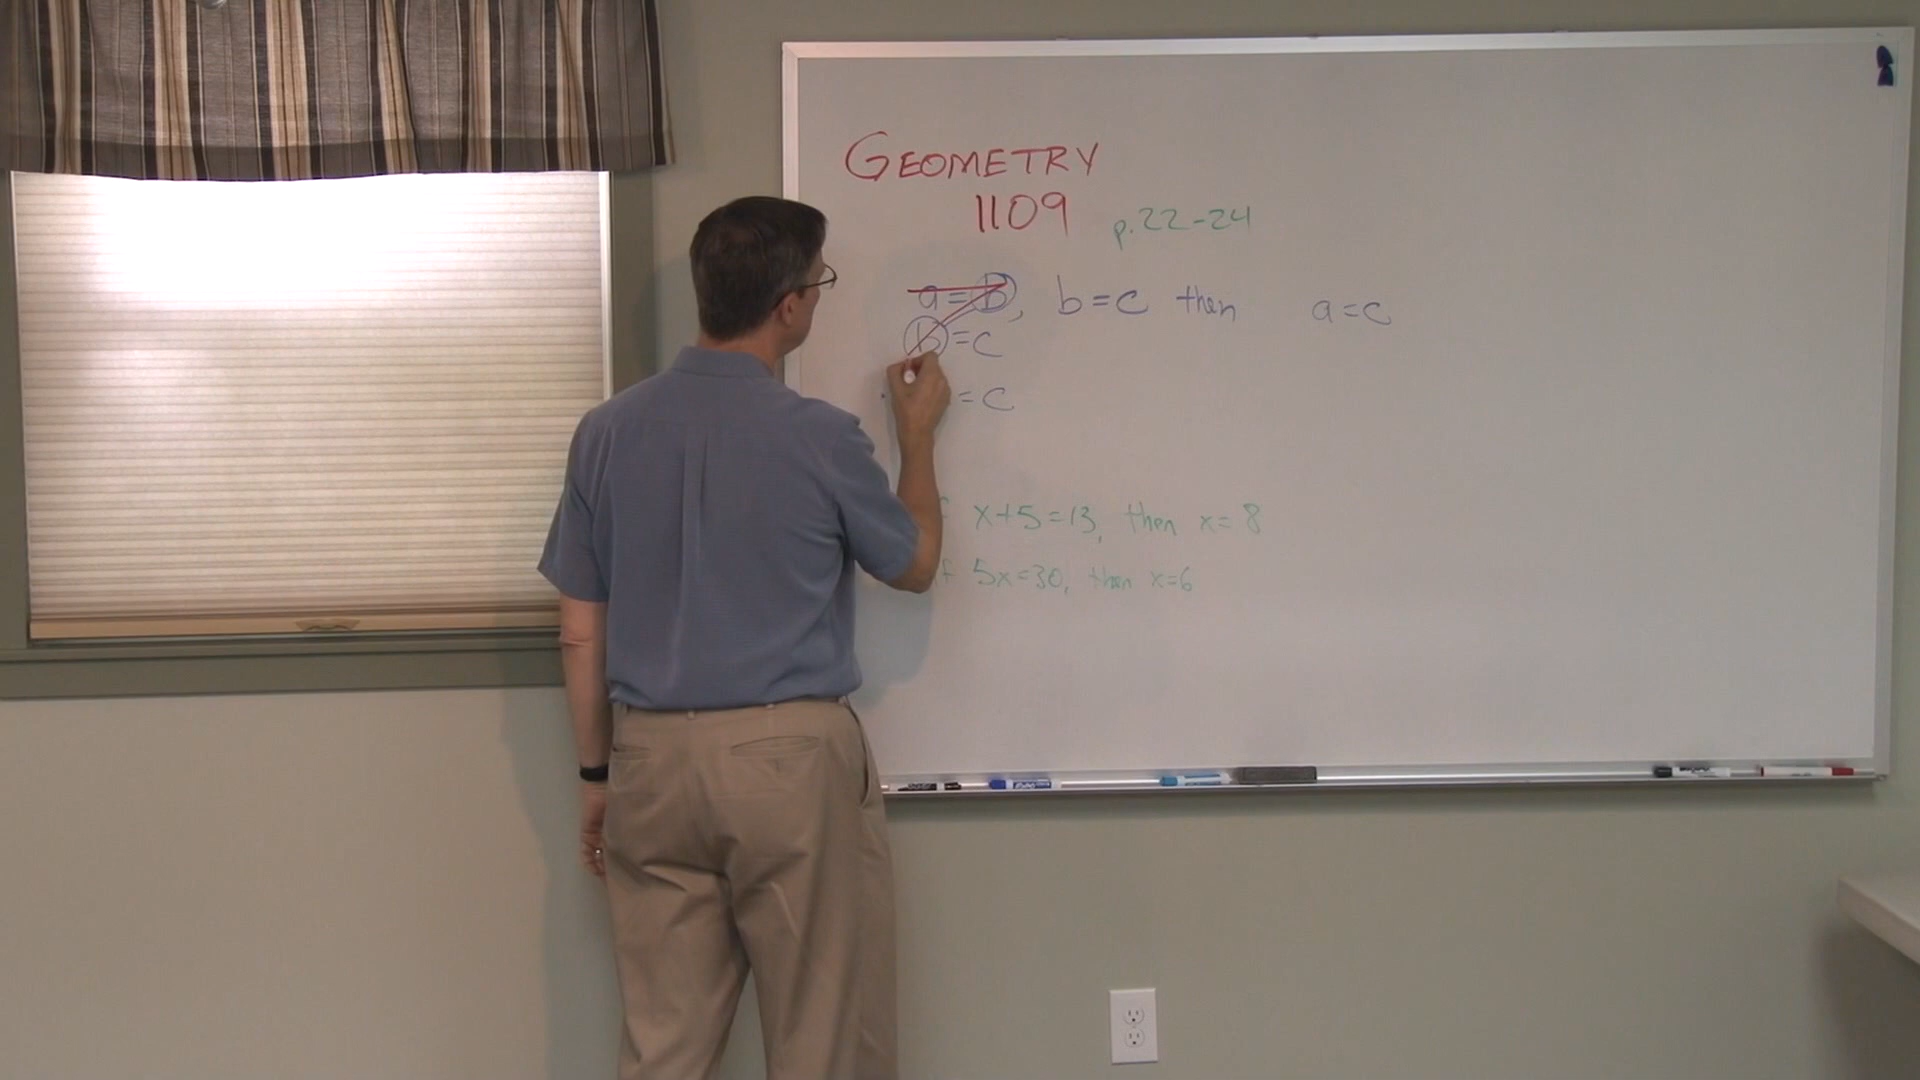 GEOMETRY
1109 p.22-24
a=b, b=c then a=c
b=c
=c
x+5=13, then x=8
5x=30, then x=6